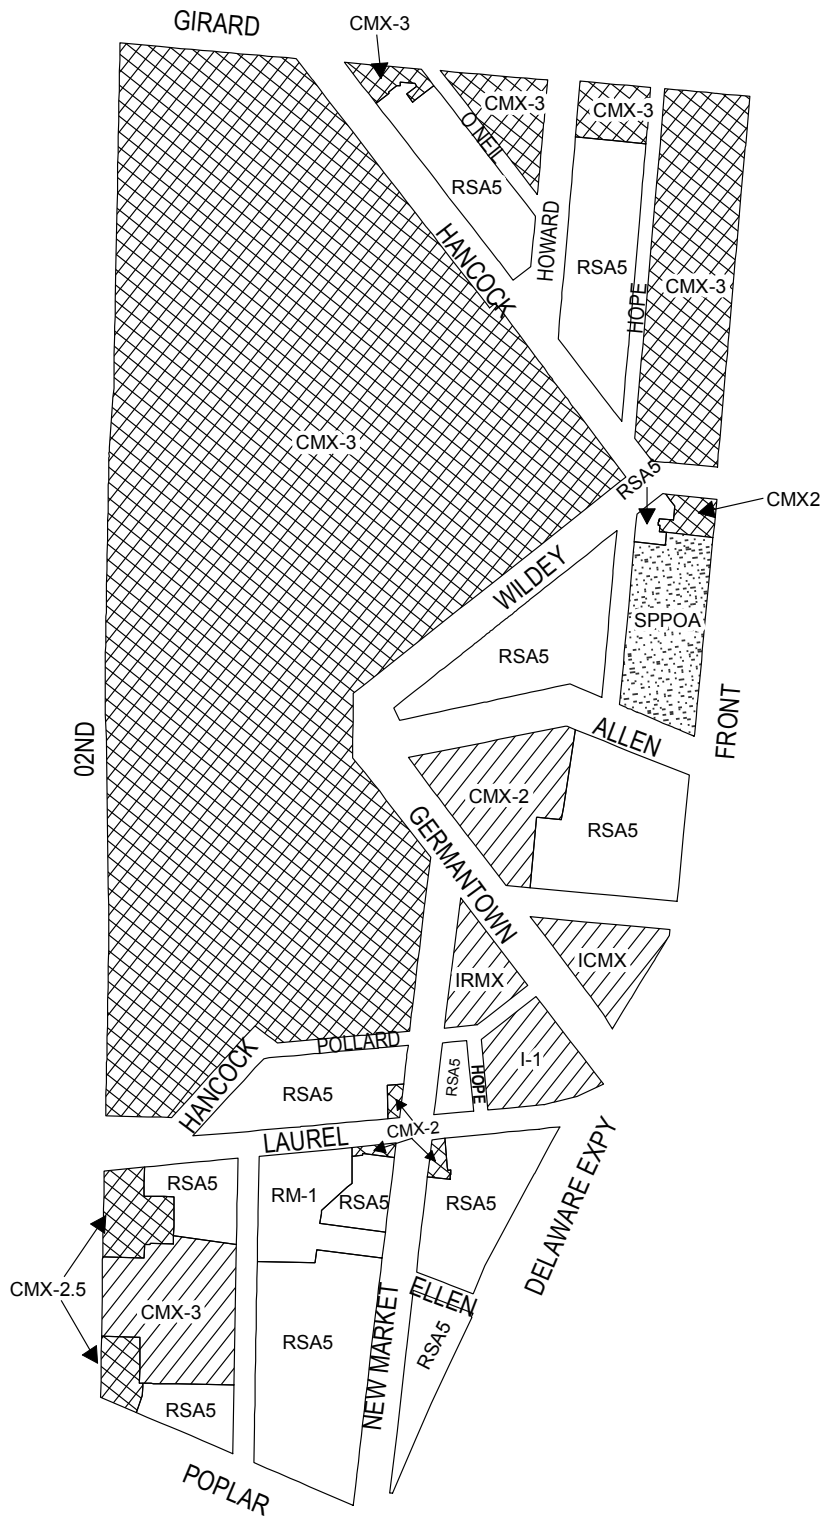 GIRARD
CMX-3
CMX-3
CMX-3
O'NEIL
RSA5
HOWARD
HANCOCK
RSA5
HOPE
CMX-3
CMX-3
RSA5
CMX2
WILDEY
SPPOA
RSA5
FRONT
ALLEN
02ND
CMX-2
RSA5
GERMANTOWN
ICMX
IRMX
POLLARD
I-1
HANCOCK
RSA5
HOPE
RSA5
CMX-2
LAUREL
RSA5
RM-1
RSA5
RSA5
DELAWARE EXPY
CMX-2.5
CMX-3
ELLEN
RSA5
NEW MARKET
RSA5
RSA5
POPLAR